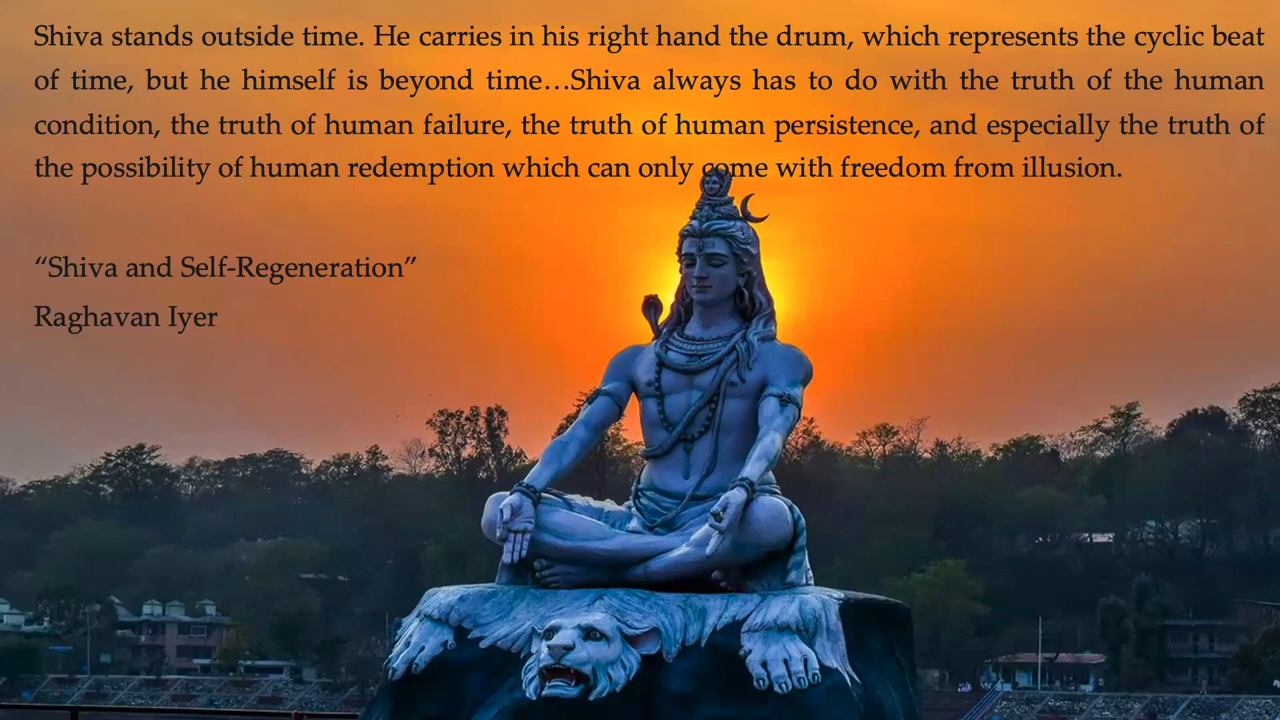 Shiva stands outside time. He carries in his right hand the drum, which represents the cyclic beat
of time, but he himself is beyond time…Shiva always has to do with the truth of the human
condition, the truth of human failure, the truth of human persistence, and especially the truth of
the possibility of human redemption which can only come with freedom from illusion.
“Shiva and Self-Regeneration”
Raghavan Iyer